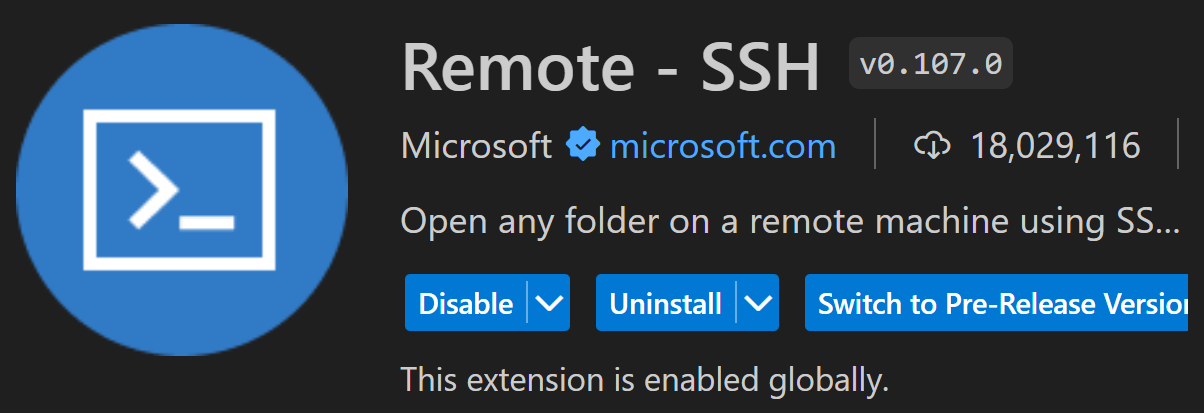 Remote - SSH v0.107.0
Microsoft microsoft.com 18,029,116
Open any folder on a remote machine using SS...
Disable Uninstall Switch to Pre-Release Version
This extension is enabled globally.